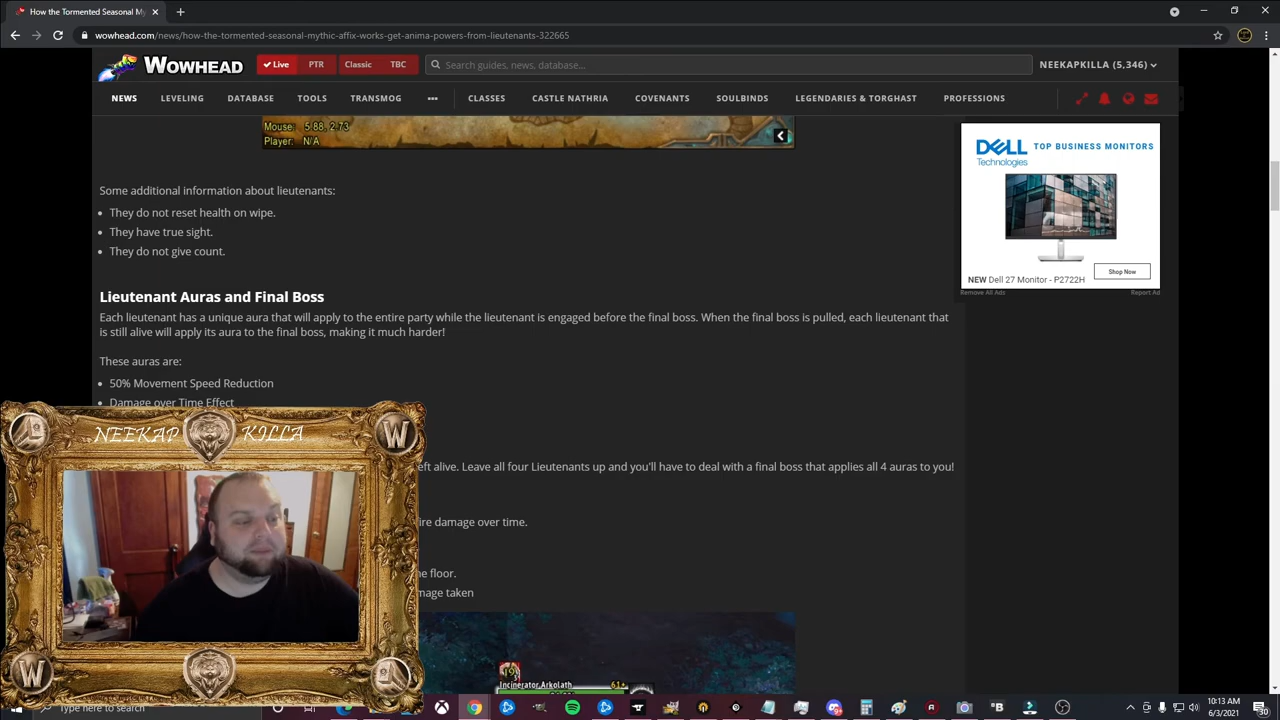 How the Tormented Seasonal My
wowhead.com/news/how-the-tormented-seasonal-mythic-affix-works-get-anima-powers-from-lieutenants-322665
WOWHEAD
Live PTR Classic TBC
Search guides, news, database...
NEEKAPKILLA (5,346)
NEWS LEVELING DATABASE TOOLS TRANSMOG CLASSES CASTLE NATHRIA COVENANTS SOULBINDS LEGENDARIES & TORGHAST PROFESSIONS
Mouse: 5.88, 2.73
Player: N/A
DELL Technologies
TOP BUSINESS MONITORS
NEW Dell 27 Monitor - P2722H
Shop Now
Remove All Ads
Report Ad
Some additional information about lieutenants:
They do not reset health on wipe.
They have true sight.
They do not give count.
Lieutenant Auras and Final Boss
Each lieutenant has a unique aura that will apply to the entire party while the lieutenant is engaged before the final boss. When the final boss is pulled, each lieutenant that
is still alive will apply its aura to the final boss, making it much harder!
These auras are:
50% Movement Speed Reduction
Damage over Time Effect
NEEKAP KILLA
W
eft alive. Leave all four Lieutenants up and you'll have to deal with a final boss that applies all 4 auras to you!
ire damage over time.
e floor.
mage taken
Incinerator Arkolath
W
Type here to search
10:13 AM
6/3/2021